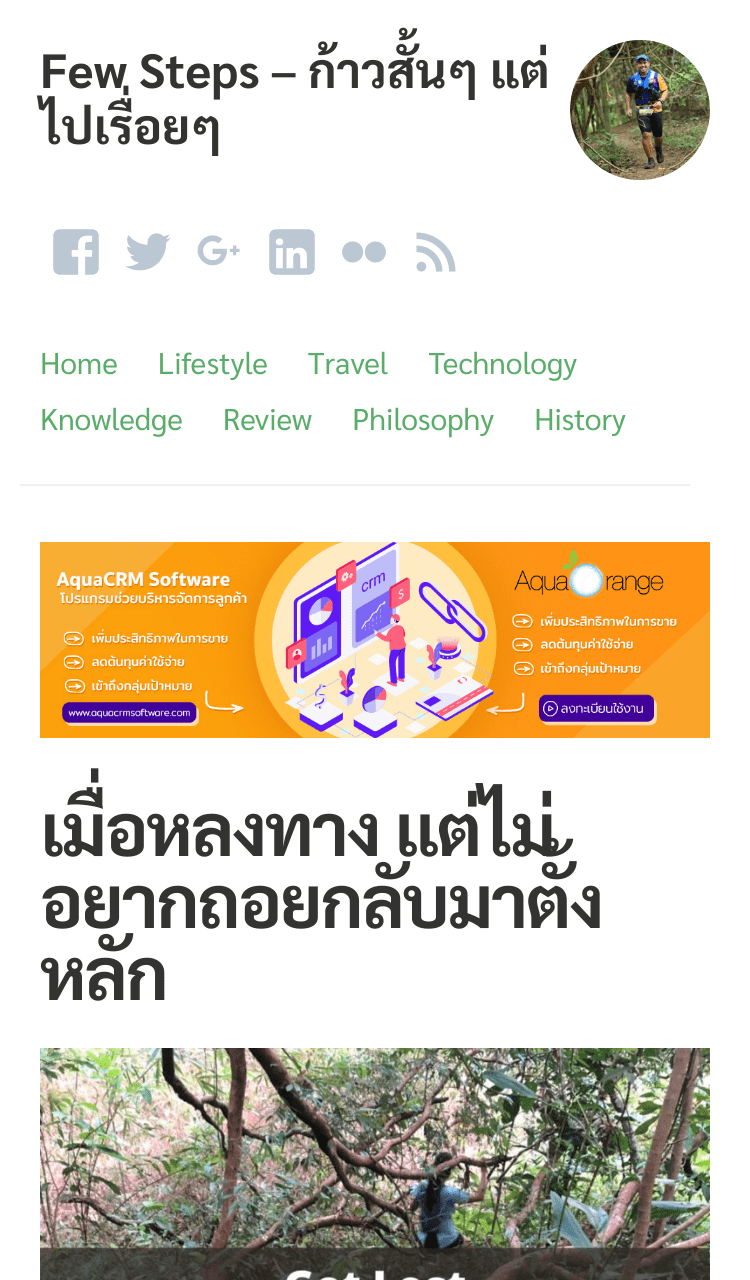 Few Steps – ก้าวสั้นๆ แต่
ไปเรื่อยๆ
Home Lifestyle Travel Technology
Knowledge Review Philosophy History
AquaCRM Software
โปรแกรมช่วยบริหารจัดการลูกค้า
เพิ่มประสิทธิภาพในการขาย
ลดต้นทุนค่าใช้จ่าย
เข้าถึงกลุ่มเป้าหมาย
www.aquacrmsoftware.com
crm
$
$
Aqua Orange
เพิ่มประสิทธิภาพในการขาย
ลดต้นทุนค่าใช้จ่าย
เข้าถึงกลุ่มเป้าหมาย
ลงทะเบียนใช้งาน
เมื่อหลงทาง แต่ไม่
อยากถอยกลับมาตั้ง
หลัก
Get Lost